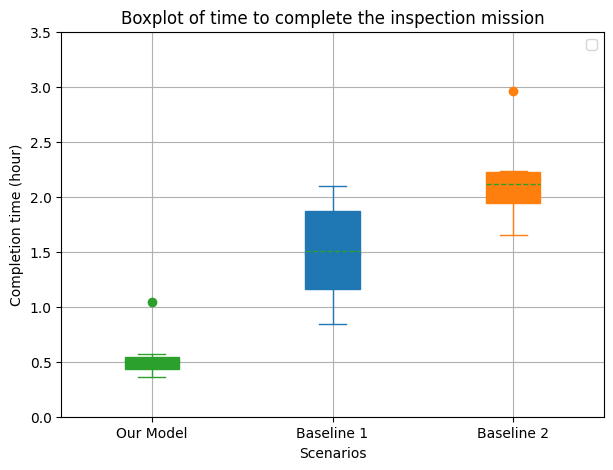 Boxplot of time to complete the inspection mission
3.5
3.0
2.5
2.0
1.5
1.0
0.5
0.0
Completion time (hour)
Our Model
Baseline 1
Baseline 2
Scenarios